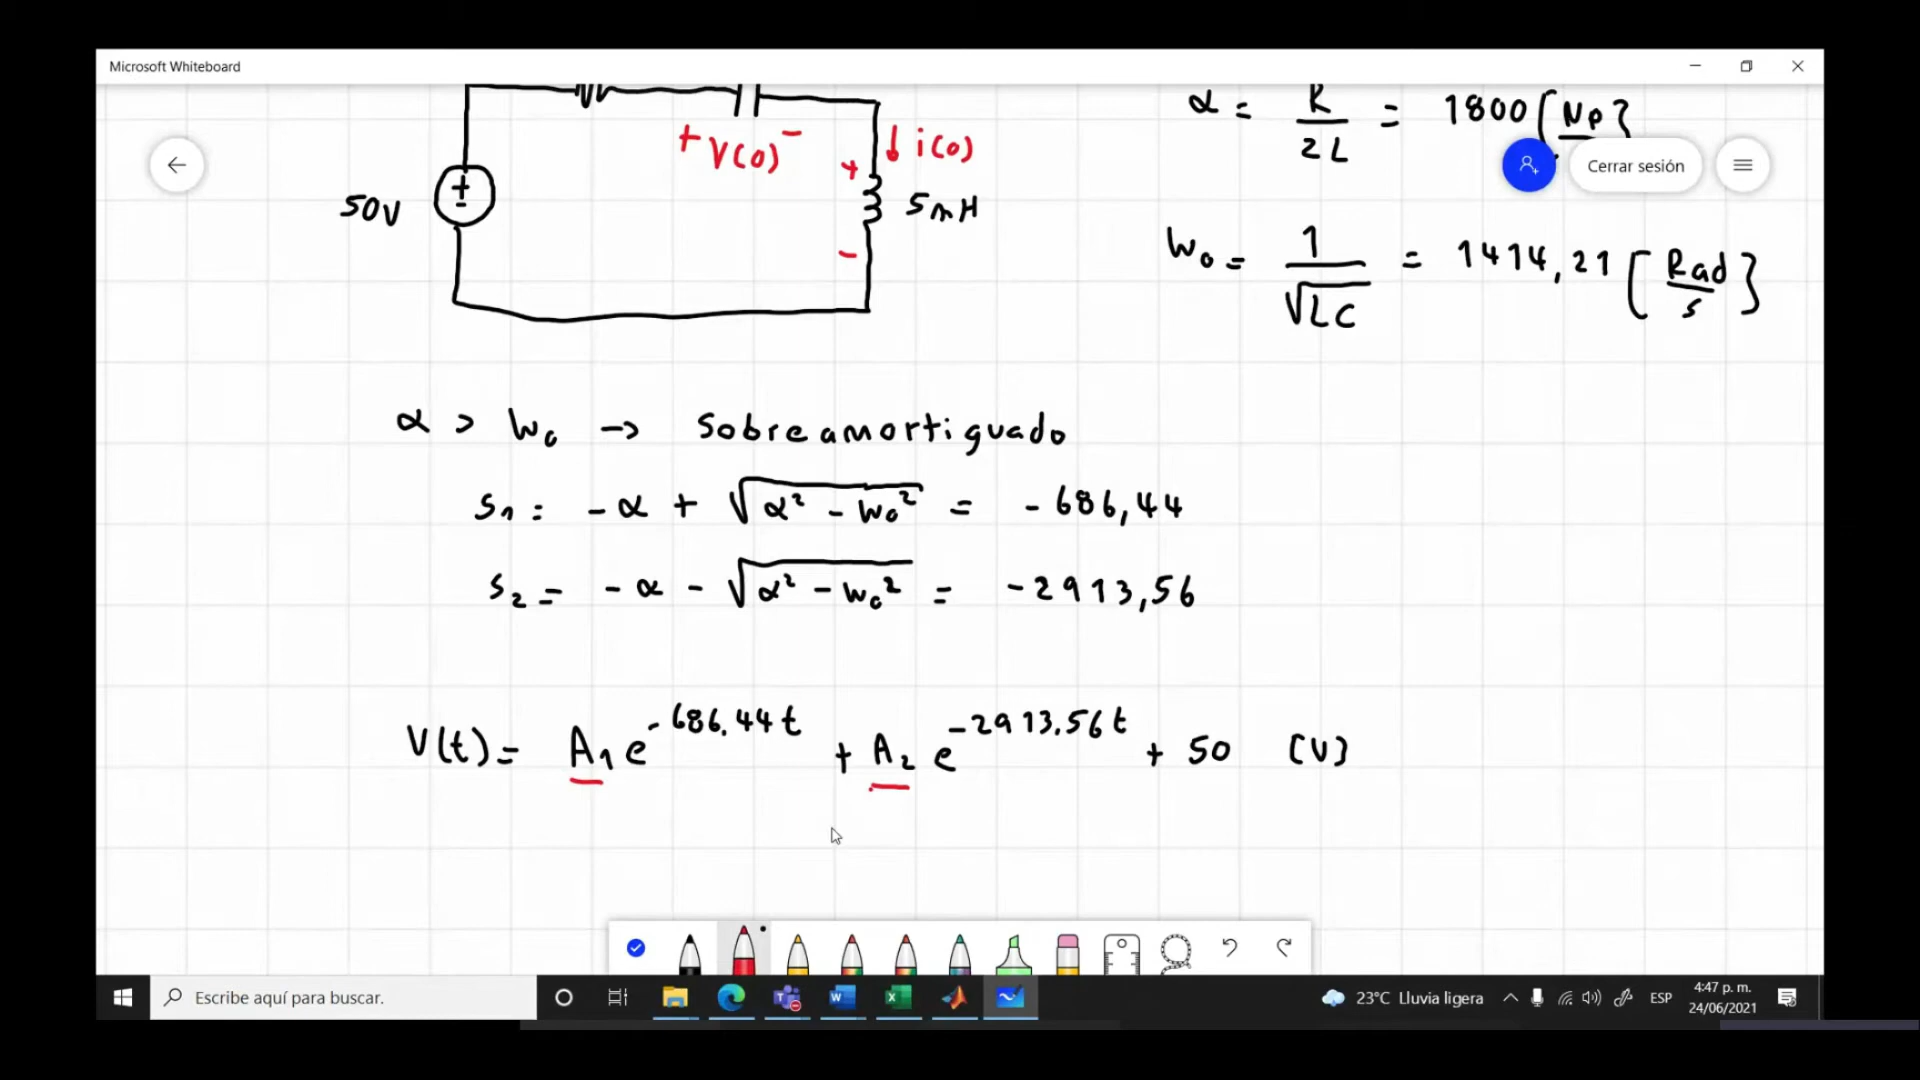 Microsoft Whiteboard
α = R / 2L = 1800 [Np
+ V(0) -
↓ i(0)
+
Cerrar sesión
50V
+
-
5mH
-
W₀ = 1 / √LC = 1414,21 [Rad / s]
α > W₀ → Sobreamortiguado
S₁ = -α + √α² - W₀² = -686,44
S₂ = -α - √α² - W₀² = -2913,56
V(t) = A₁ e^-686,44t + A₂ e^-2913,56t + 50 [V]
Escribe aquí para buscar.
23°C Lluvia ligera
ESP
4:47 p. m.
24/06/2021